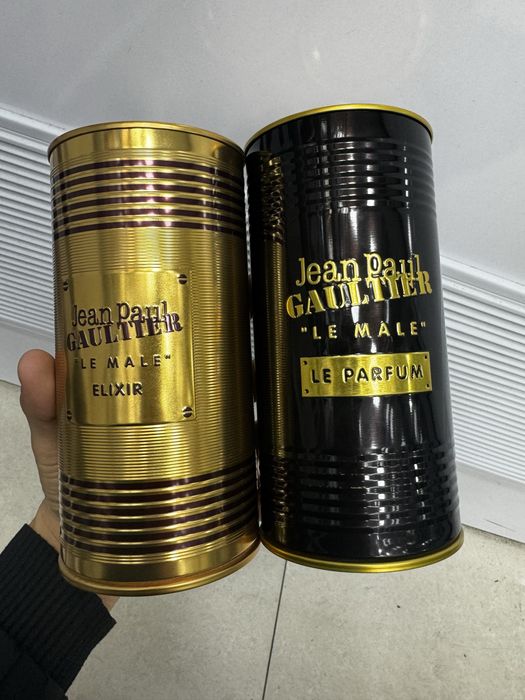 Jean Paul
GAULTIER
"LE MALE"
ELIXIR
Jean Paul
GAULTIER
"LE MALE"
LE PARFUM